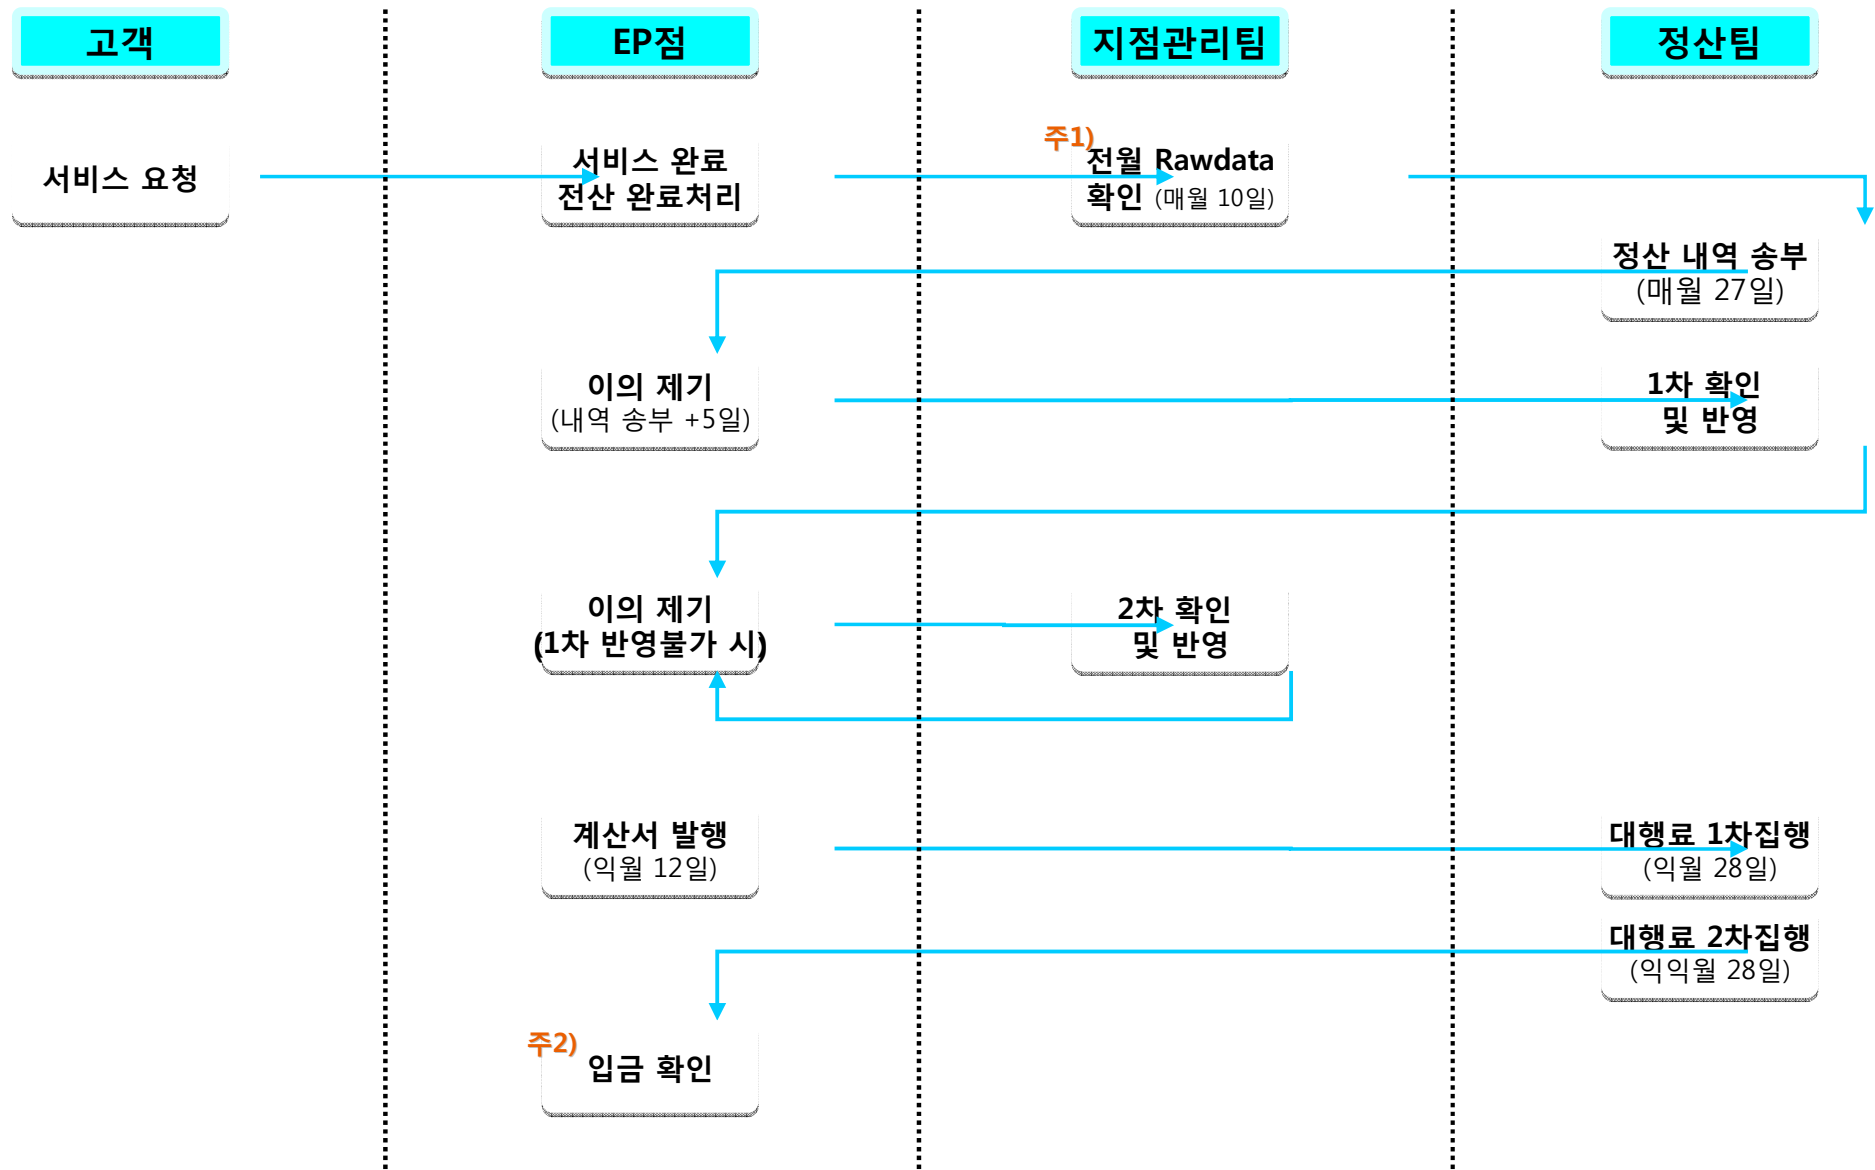 고객
EP점
지점관리팀
정산팀
서비스 요청
서비스 완료
전산 완료처리
주1)
전월 Rawdata
확인 (매월 10일)
정산 내역 송부
(매월 27일)
이의 제기
(내역 송부 +5일)
1차 확인
및 반영
이의 제기
(1차 반영불가 시)
2차 확인
및 반영
계산서 발행
(익월 12일)
대행료 1차집행
(익월 28일)
대행료 2차집행
(익익월 28일)
주2)
입금 확인